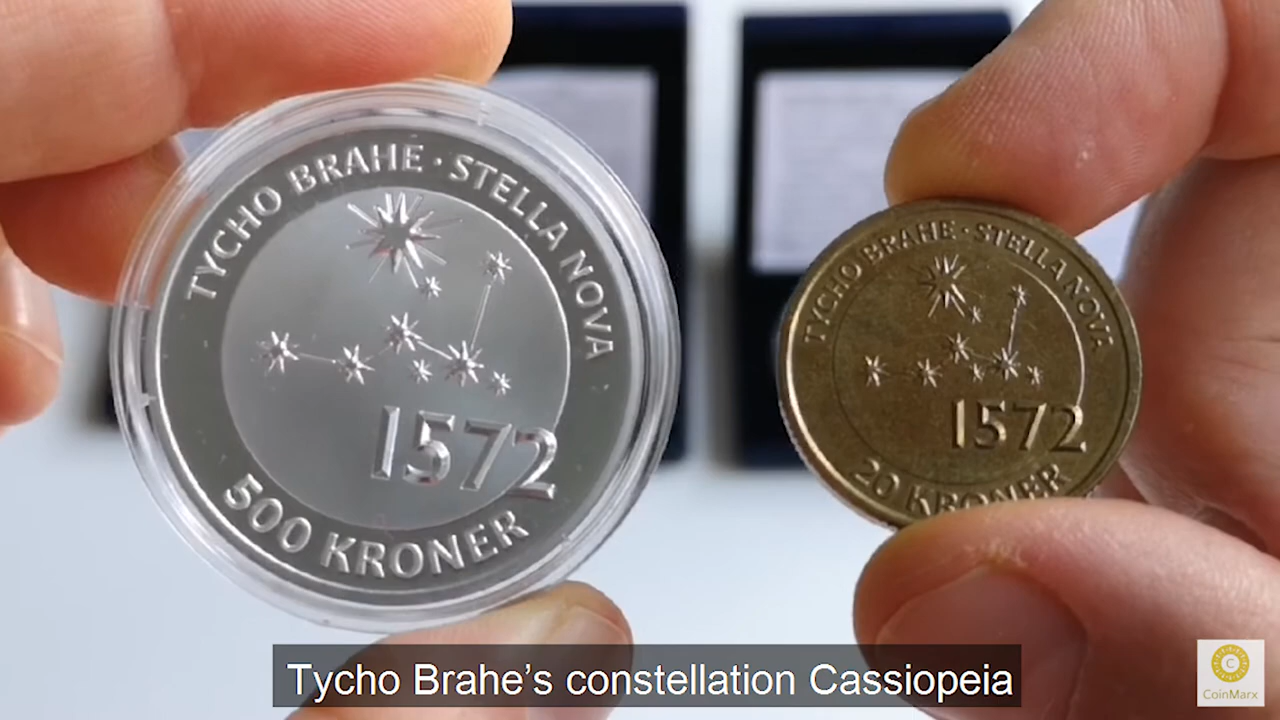 TYCHO BRAHE · STELLA NOVA
1572
500 KRONER
TYCHO BRAHE · STELLA NOVA
1572
20 KRONER
Tycho Brahe’s constellation Cassiopeia
C
CoinMarx